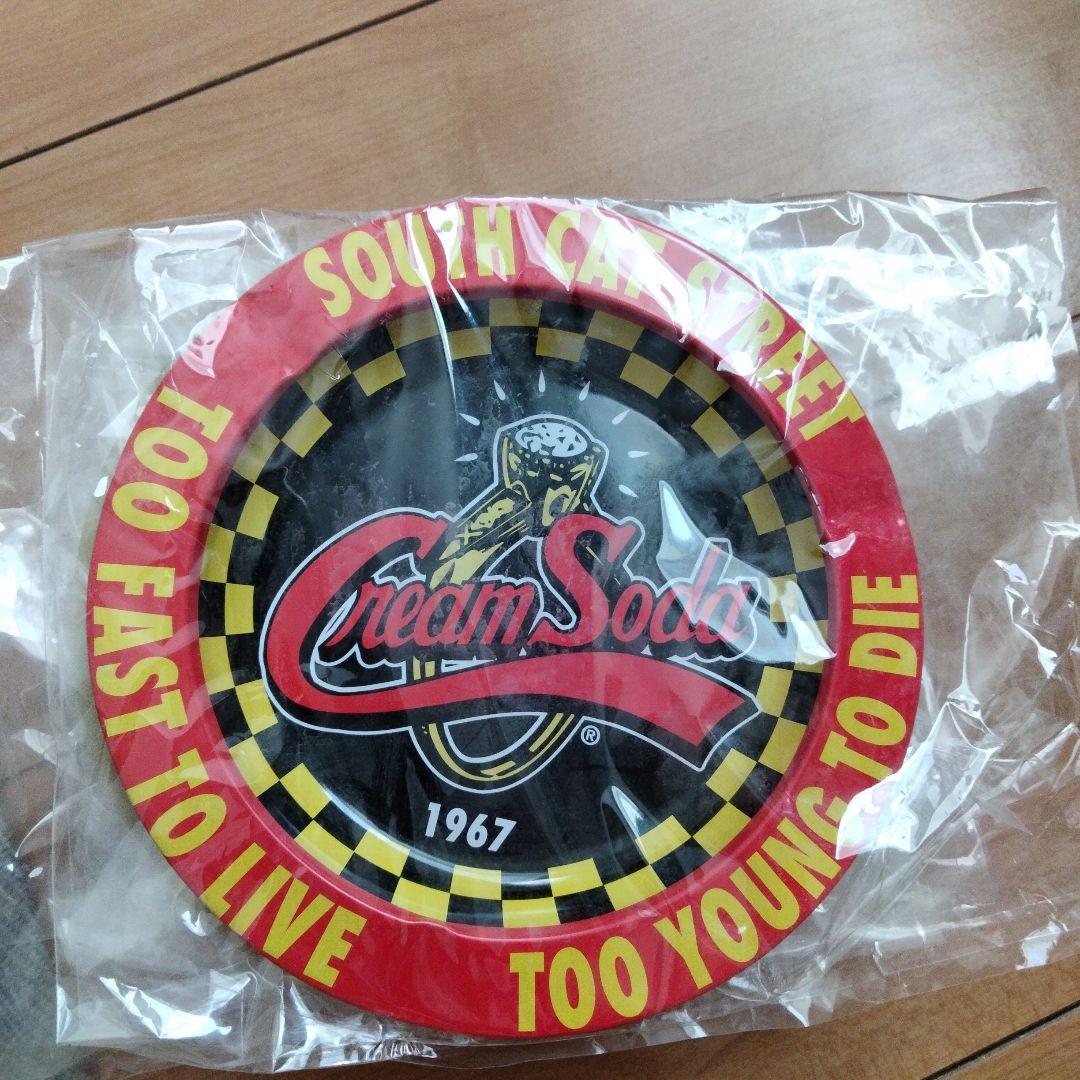 SOUTH CAT STREET
TOO FAST TO LIVE
TOO YOUNG TO DIE
Cream Soda
®
1967